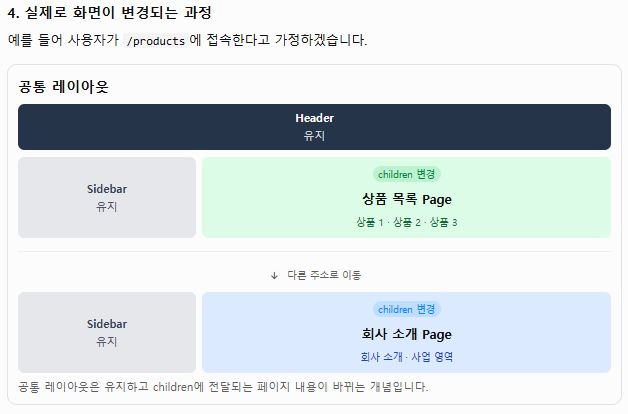 4. 실제로 화면이 변경되는 과정
예를 들어 사용자가 /products 에 접속한다고 가정하겠습니다.
공통 레이아웃
Header
유지
Sidebar
유지
children 변경
상품 목록 Page
상품 1 · 상품 2 · 상품 3
↓ 다른 주소로 이동
Sidebar
유지
children 변경
회사 소개 Page
회사 소개 · 사업 영역
공통 레이아웃은 유지하고 children에 전달되는 페이지 내용이 바뀌는 개념입니다.